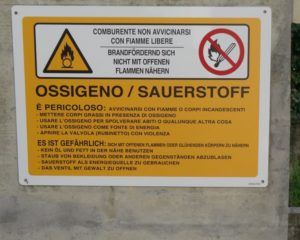 COMBURENTE NON AVVICINARSI
CON FIAMME LIBERE
BRANDFÖRDERND SICH
NICHT MIT OFFENEN
FLAMMEN NÄHERN
OSSIGENO / SAUERSTOFF
È PERICOLOSO: AVVICINARSI CON FIAMME O CORPI INCANDESCENTI
- METTERE CORPI GRASSI IN PRESENZA DI OSSIGENO
- USARE L'OSSIGENO PER SPOLVERARE ABITI O QUALUNQUE ALTRA COSA
- USARE L'OSSIGENO COME FONTE DI ENERGIA
- APRIRE LA VALVOLA (RUBINETTO) CON VIOLENZA
ES IST GEFÄHRLICH: SICH MIT OFFENEN FLAMMEN ODER GLÜHENDEN KÖRPERN ZU NÄHERN
- KEIN ÖL UND FETT IN DER NÄHE BENUTZEN
- STAUB VON BEKLEIDUNG ODER ANDEREN GEGENSTÄNDEN ABZUBLASEN
- SAUERSTOFF ALS ENERGIEQUELLE ZU GEBRAUCHEN
- DAS VENTIL MIT GEWALT ZU ÖFFNEN